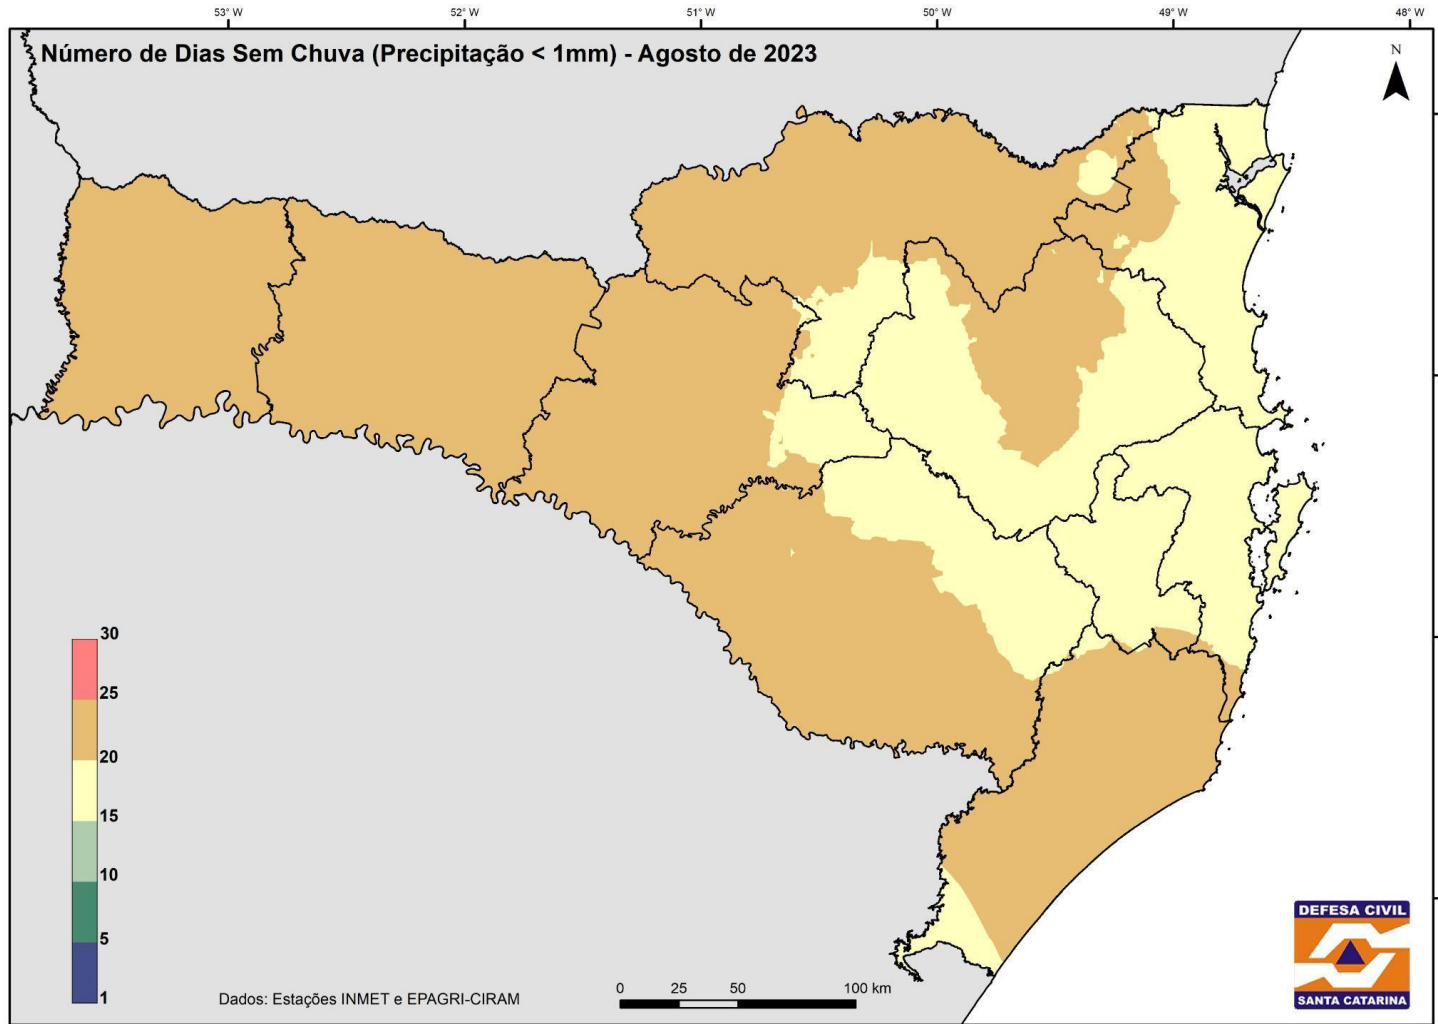 53° W 52° W 51° W 50° W 49° W 48° W
Número de Dias Sem Chuva (Precipitação < 1mm) - Agosto de 2023
N
30
25
20
15
10
5
1
Dados: Estações INMET e EPAGRI-CIRAM
0 25 50 100 km
DEFESA CIVIL
SANTA CATARINA